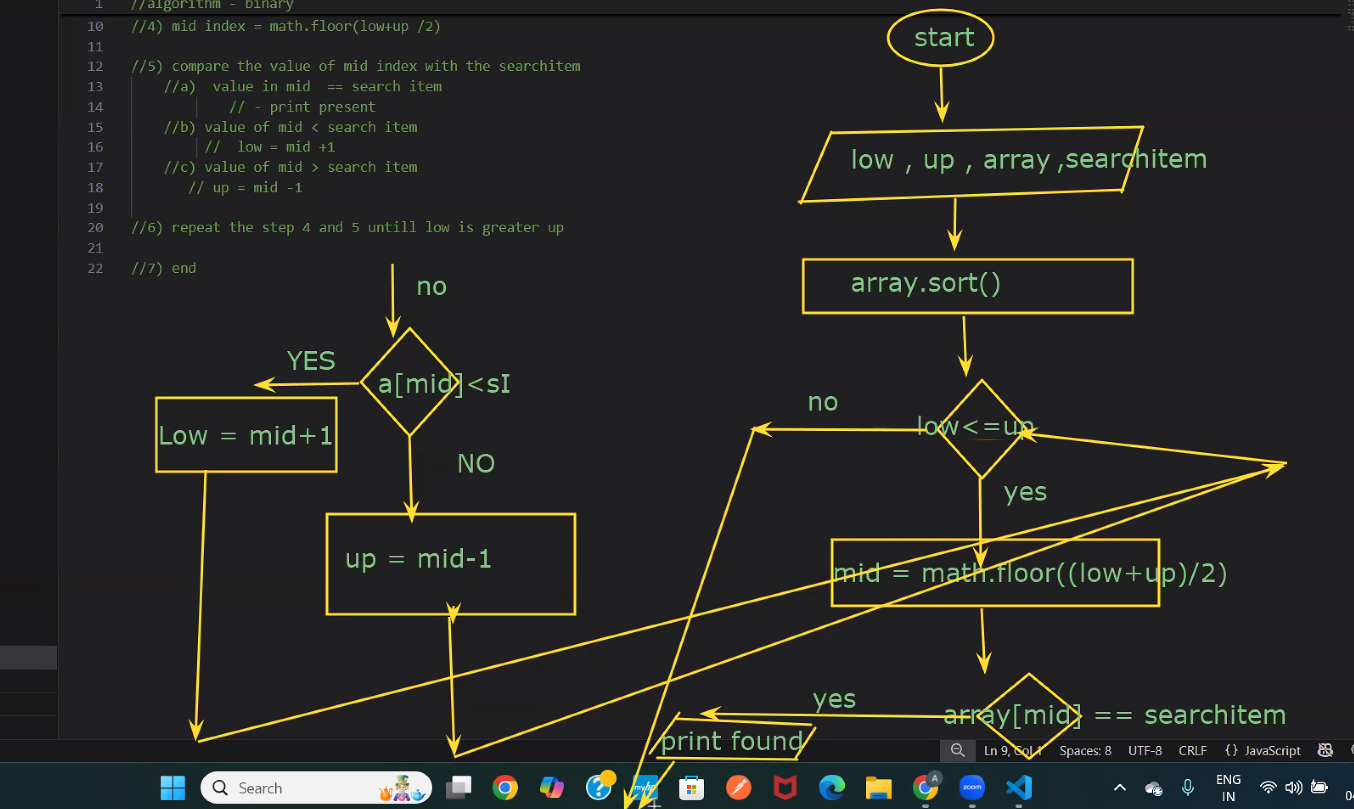 1 //algorithm - binary
10 //4) mid index = math.floor(low+up /2)
11
12 //5) compare the value of mid index with the searchitem
13 //a) value in mid == search item
14 // - print present
15 //b) value of mid < search item
16 // low = mid +1
17 //c) value of mid > search item
18 // up = mid -1
19
20 //6) repeat the step 4 and 5 untill low is greater up
21
22 //7) end
no
YES
a[mid]<sI
Low = mid+1
NO
up = mid-1
start
low , up , array ,searchitem
array.sort()
no
low<=up
yes
mid = math.floor((low+up)/2)
yes
array[mid] == searchitem
print found
Ln 9, Col 1 Spaces: 8 UTF-8 CRLF {} JavaScript
Search
zoom
A
ENG
IN